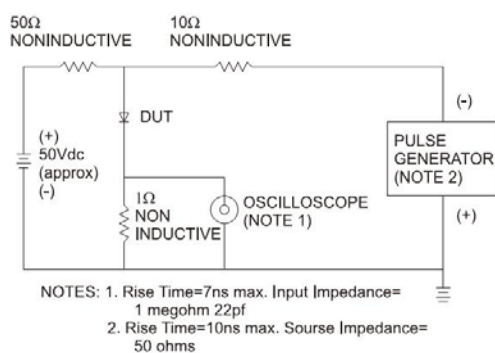 50Ω
NONINDUCTIVE
10Ω
NONINDUCTIVE
DUT
(+)
50Vdc
(approx)
(-)
1Ω
NON
INDUCTIVE
OSCILLOSCOPE
(NOTE 1)
(-)
PULSE
GENERATOR
(NOTE 2)
(+)
NOTES: 1. Rise Time=7ns max. Input Impedance=
1 megohm 22pf
2. Rise Time=10ns max. Sourse Impedance=
50 ohms